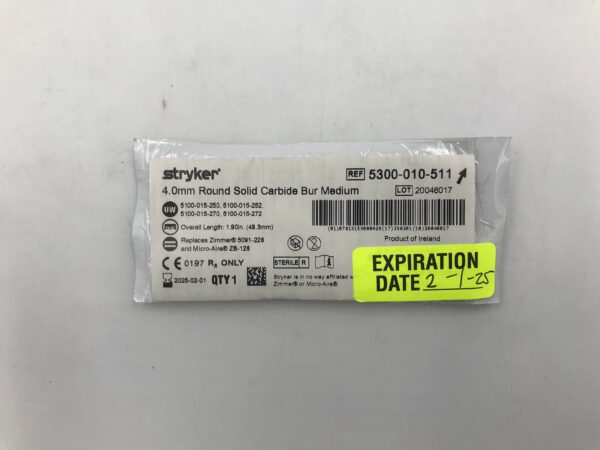 stryker®
REF 5300-010-511
4.0mm Round Solid Carbide Bur Medium
LOT 20048017
5100-015-250, 5100-015-252,
5100-015-270, 5100-015-272
Overall Length: 1.90in. (48.3mm)
Replaces Zimmer® 5091-228
and Micro-Aire® ZB-128
Product of Ireland
CE 0197 Rx ONLY
STERILE R
2025-02-01 QTY 1
Stryker is in no way affiliated with
Zimmer® or Micro-Aire®.
EXPIRATION
DATE 2-1-25